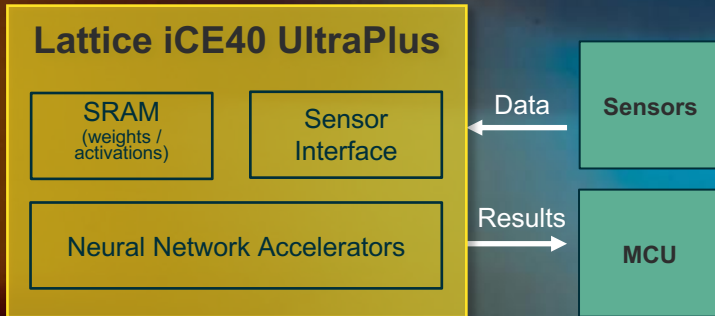 Lattice iCE40 UltraPlus
SRAM
(weights /
activations)
Sensor
Interface
Neural Network Accelerators
Data
Sensors
Results
MCU